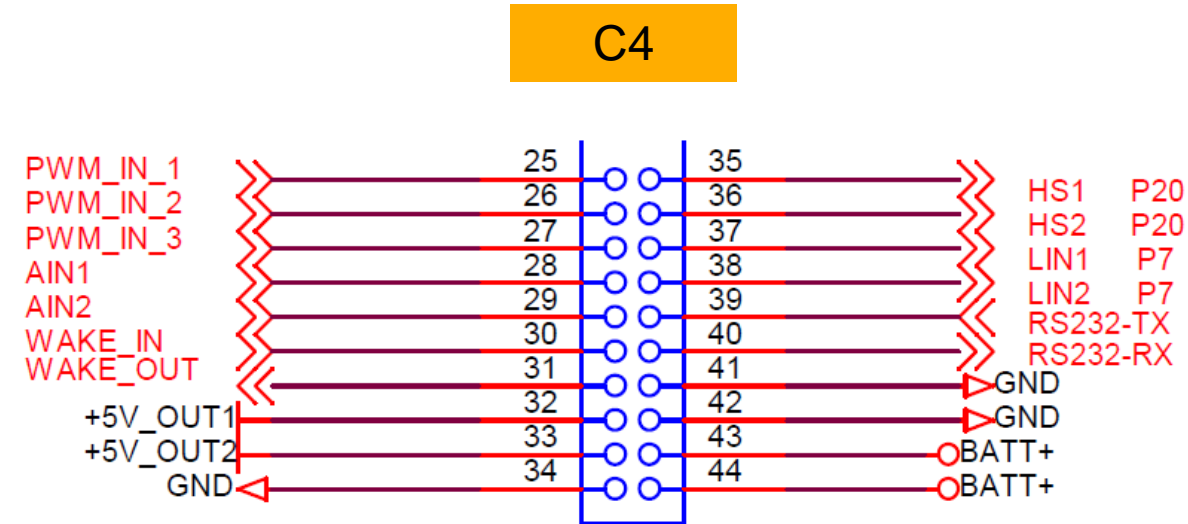 C4
PWM_IN_1 25 35
PWM_IN_2 26 36 HS1 P20
PWM_IN_3 27 37 HS2 P20
AIN1 28 38 LIN1 P7
AIN2 29 39 LIN2 P7
WAKE_IN 30 40 RS232-TX
WAKE_OUT 31 41 RS232-RX
GND
+5V_OUT1 32 42 GND
+5V_OUT2 33 43 BATT+
GND 34 44 BATT+